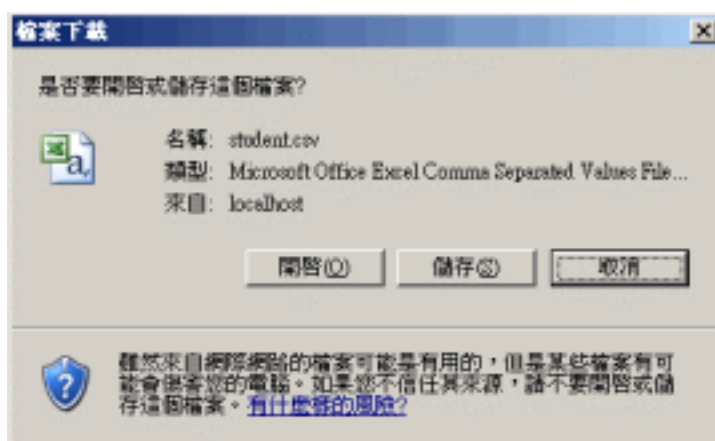 檔案下載
是否要開啟或儲存這個檔案?
名稱: student.csv
類型: Microsoft Office Excel Comma Separated Values File...
來自: localhost
開啟(O) 儲存(S) 取消
雖然來自網際網路的檔案可能是有用的，但是某些檔案有可
能會傷害您的電腦。如果您不信任其來源，請不要開啟或儲
存這個檔案。有什麼樣的風險?